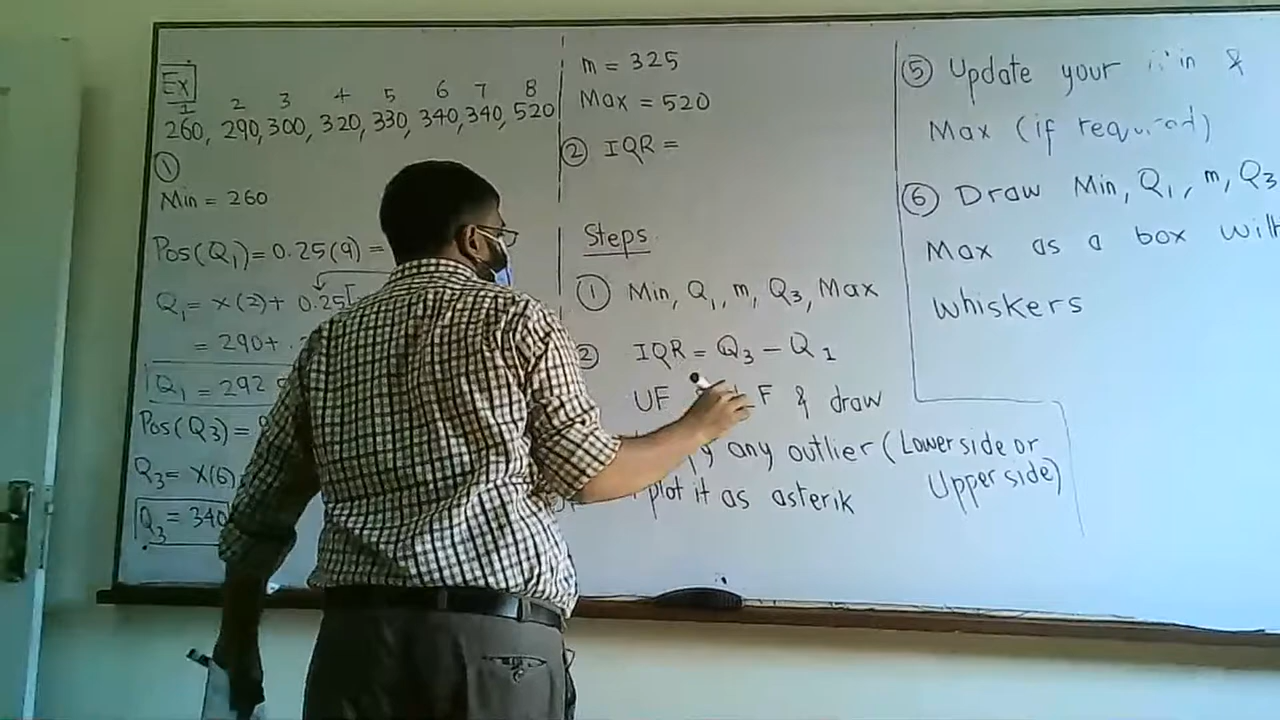 Ex
1 2 3 4 5 6 7 8
260, 290, 300, 320, 330, 340, 340, 520
①
Min = 260
Pos(Q1) = 0.25(9) =
Q1 = x(2) + 0.25[
= 290+ .
Q1 = 292
Pos(Q3) =
Q3 = x(6)
Q3 = 340
m = 325
Max = 520
② IQR =
Steps
① Min, Q1, m, Q3, Max
② IQR = Q3 - Q1
UF F & draw
any outlier (Lower side or
Upper side)
plot it as asterik
⑤ Update your in &
Max (if required)
⑥ Draw Min, Q1, m, Q3
Max as a box with
whiskers